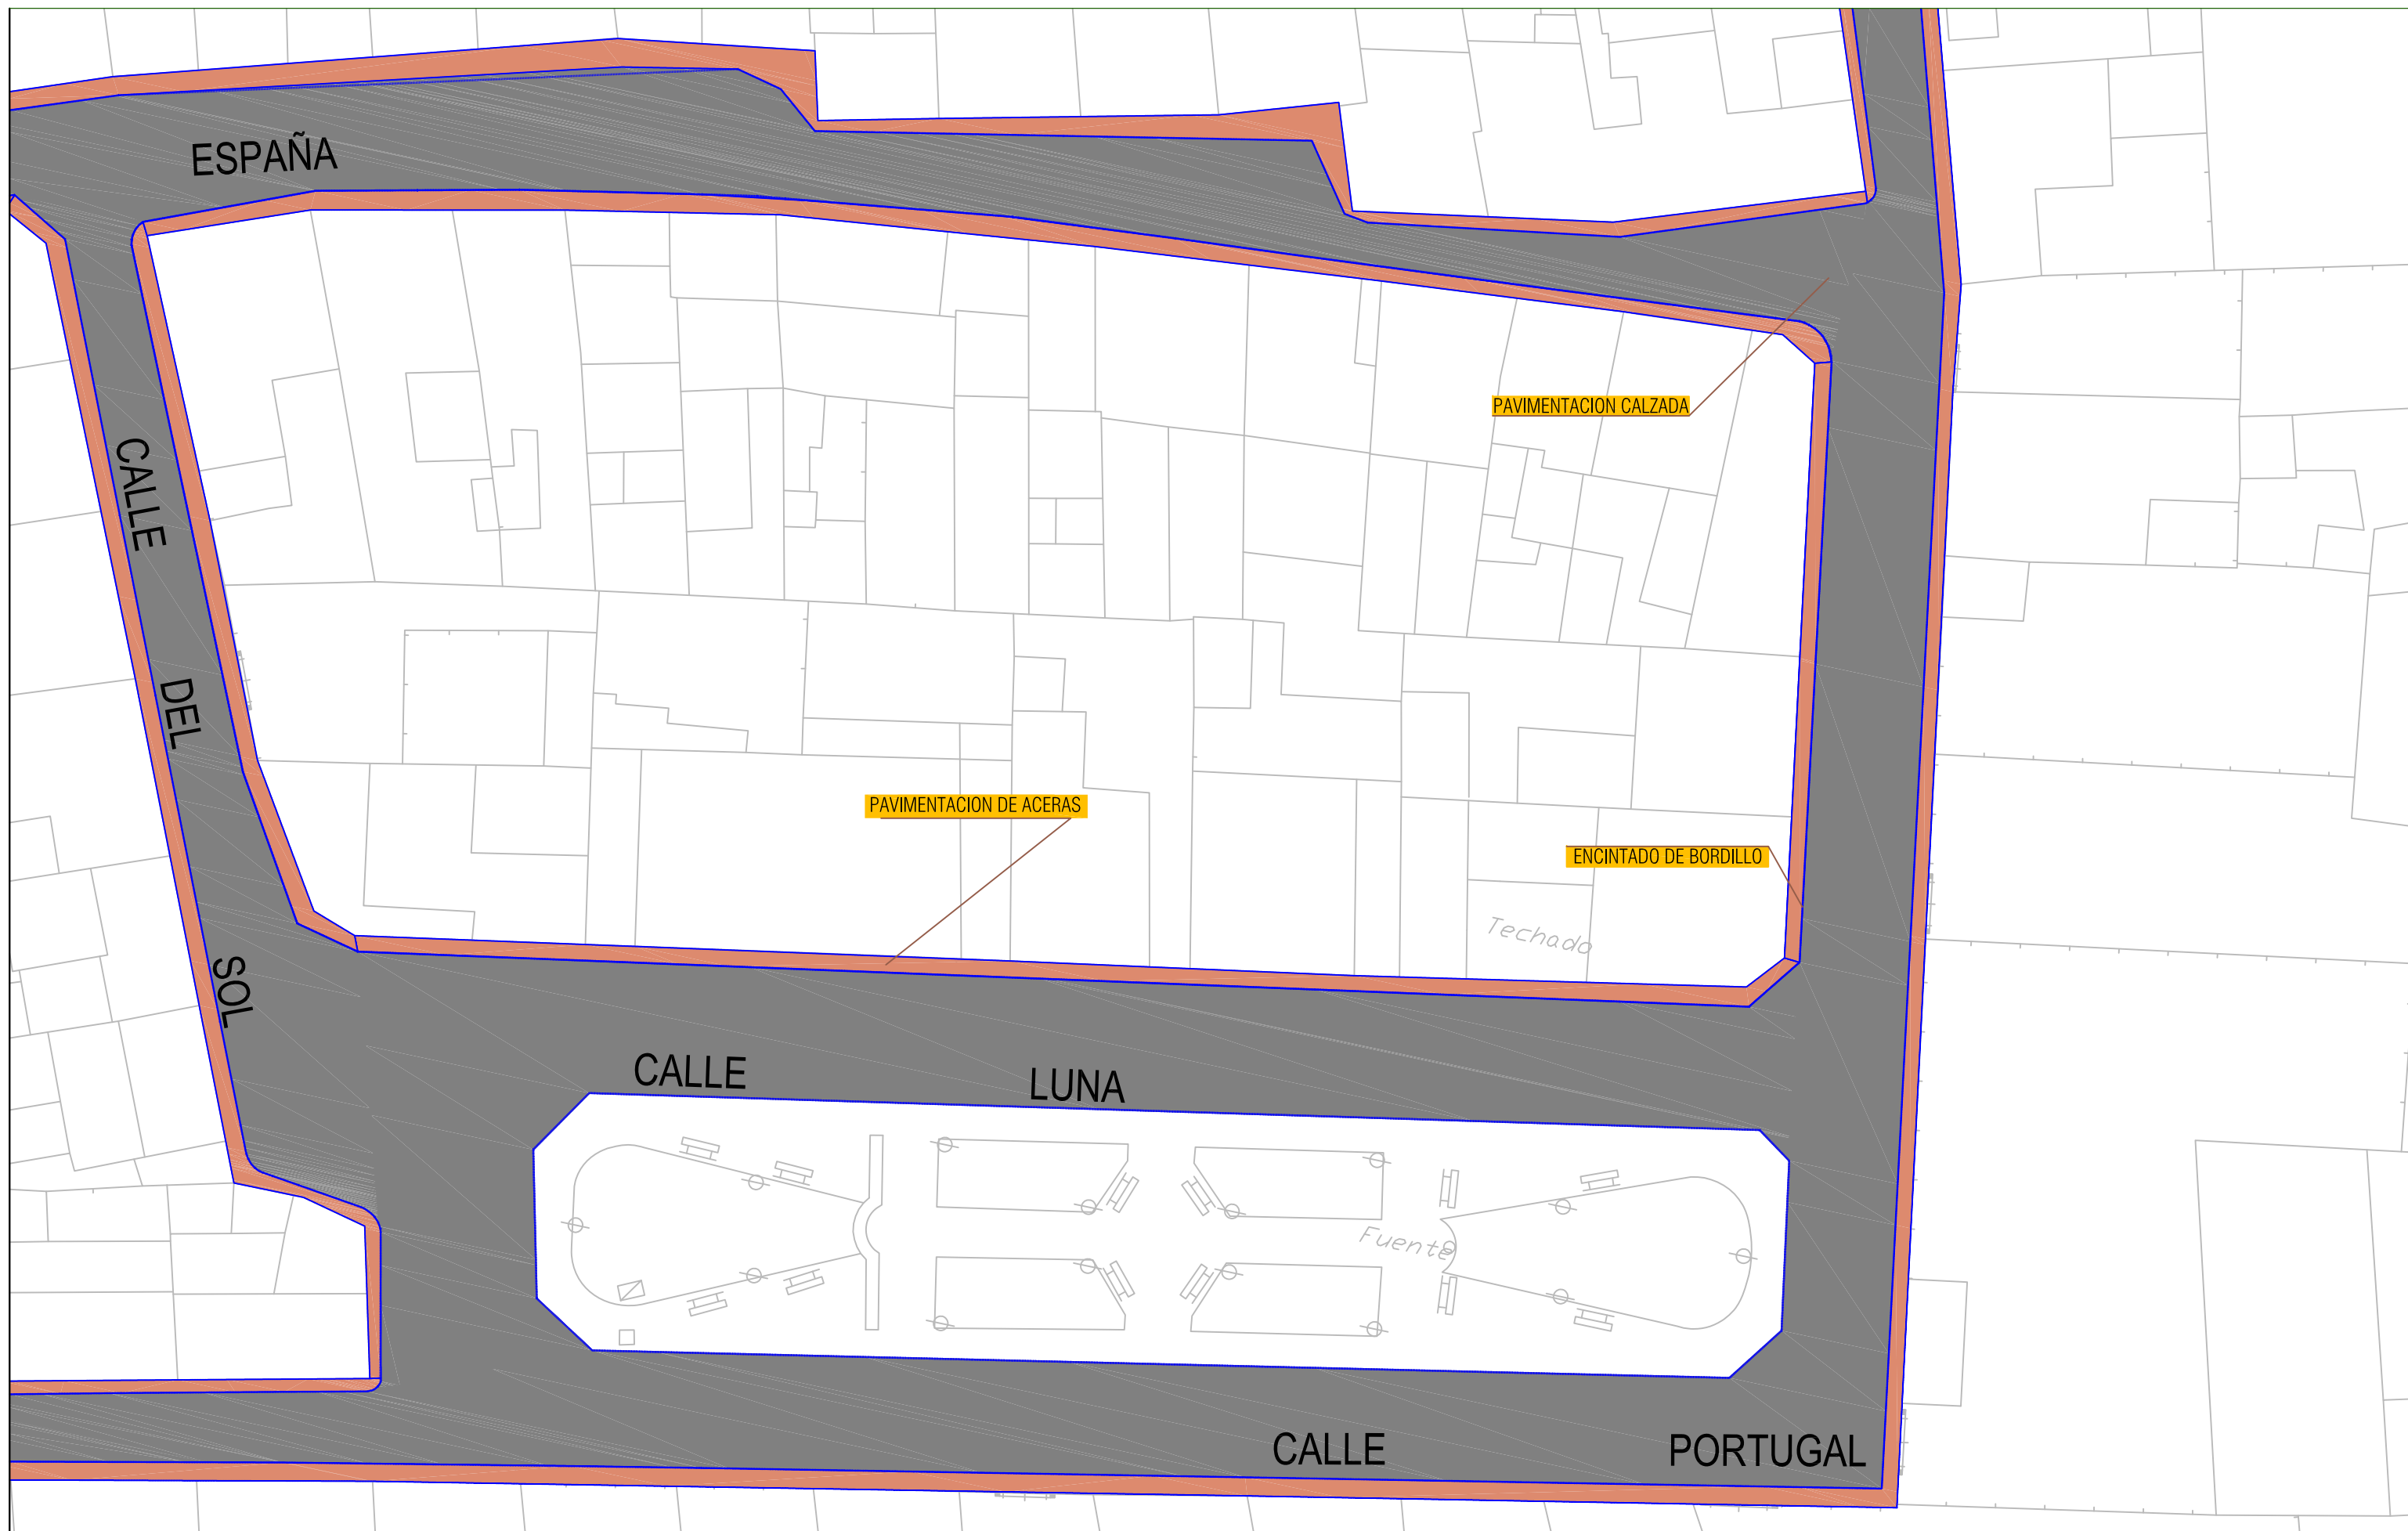 ESPAÑA
PAVIMENTACION CALZADA
CALLE DEL SOL
PAVIMENTACION DE ACERAS
ENCINTADO DE BORDILLO
Techado
CALLE LUNA
Fuente
CALLE PORTUGAL